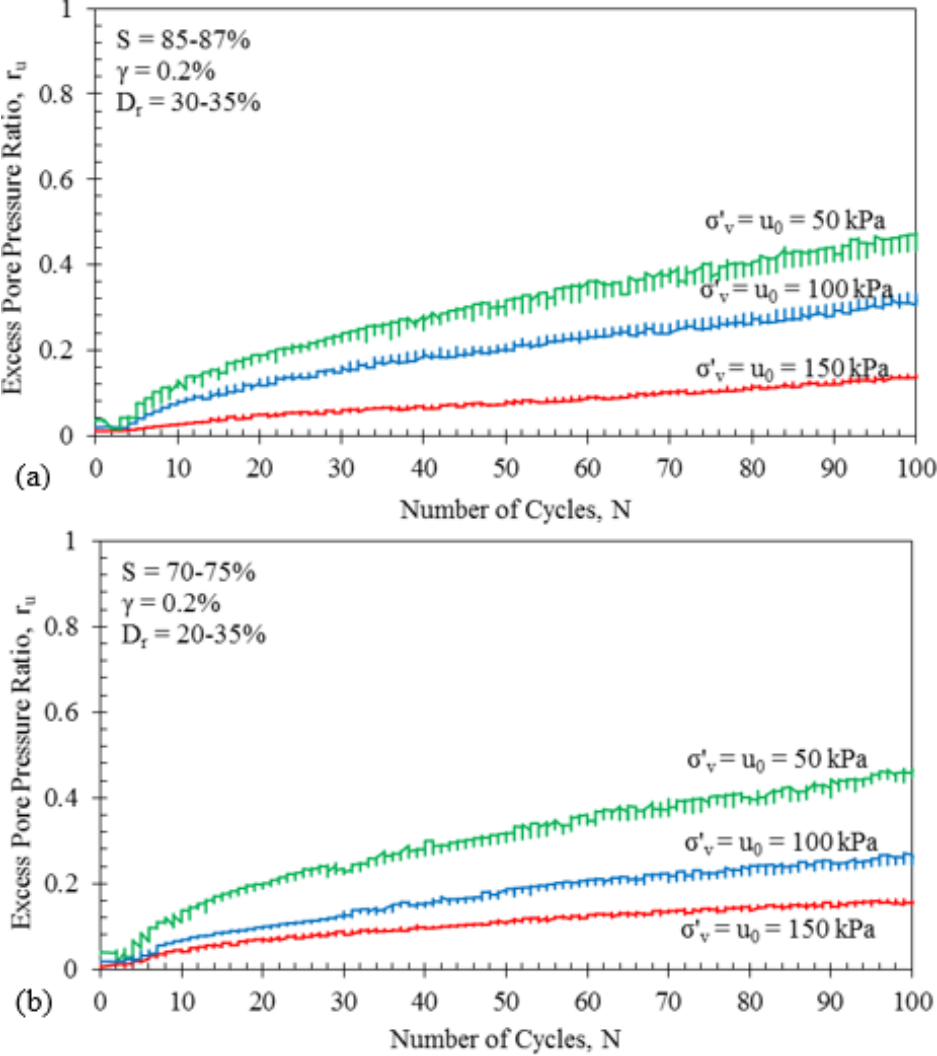 Excess Pore Pressure Ratio, rᵤ
1
0.8
0.6
0.4
0.2
0
S = 85-87%
γ = 0.2%
Dᵣ = 30-35%
σ'ᵥ = u₀ = 50 kPa
σ'ᵥ = u₀ = 100 kPa
σ'ᵥ = u₀ = 150 kPa
0 10 20 30 40 50 60 70 80 90 100
(a)
Number of Cycles, N
Excess Pore Pressure Ratio, rᵤ
1
0.8
0.6
0.4
0.2
0
S = 70-75%
γ = 0.2%
Dᵣ = 20-35%
σ'ᵥ = u₀ = 50 kPa
σ'ᵥ = u₀ = 100 kPa
σ'ᵥ = u₀ = 150 kPa
0 10 20 30 40 50 60 70 80 90 100
(b)
Number of Cycles, N